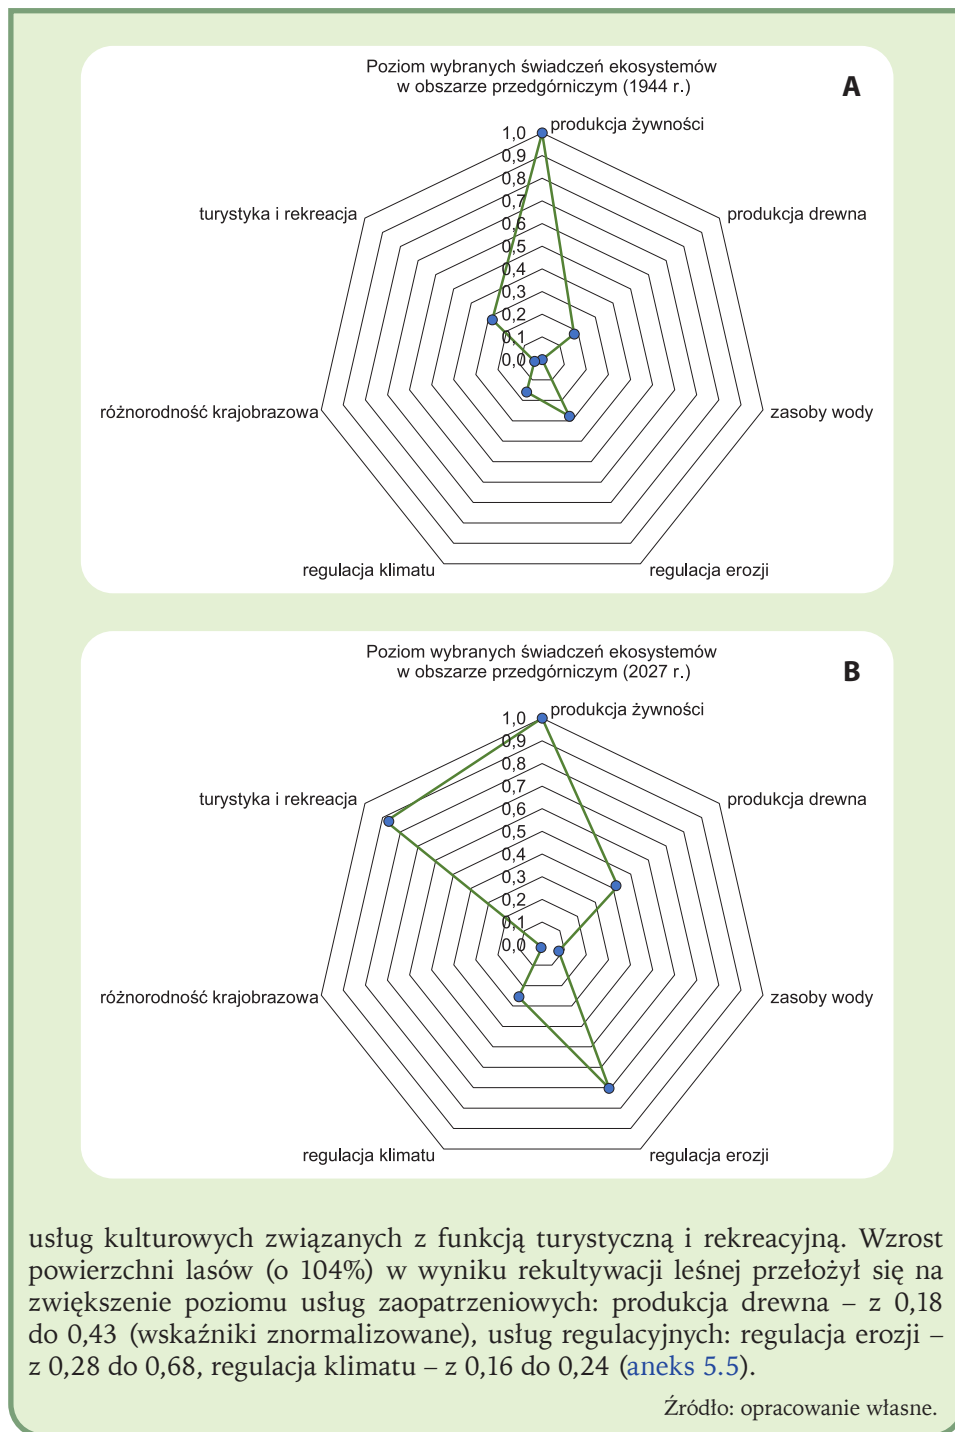 Poziom wybranych świadczeń ekosystemów
w obszarze przedgórniczym (1944 r.)
A
produkcja żywności
1,0
0,9
0,8
0,7
0,6
0,5
0,4
0,3
0,2
0,1
0,0
turystyka i rekreacja
produkcja drewna
różnorodność krajobrazowa
zasoby wody
regulacja klimatu
regulacja erozji
Poziom wybranych świadczeń ekosystemów
w obszarze przedgórniczym (2027 r.)
B
produkcja żywności
1,0
0,9
0,8
0,7
0,6
0,5
0,4
0,3
0,2
0,1
0,0
turystyka i rekreacja
produkcja drewna
różnorodność krajobrazowa
zasoby wody
regulacja klimatu
regulacja erozji
usług kulturowych związanych z funkcją turystyczną i rekreacyjną. Wzrost
powierzchni lasów (o 104%) w wyniku rekultywacji leśnej przełożył się na
zwiększenie poziomu usług zaopatrzeniowych: produkcja drewna – z 0,18
do 0,43 (wskaźniki znormalizowane), usług regulacyjnych: regulacja erozji –
z 0,28 do 0,68, regulacja klimatu – z 0,16 do 0,24 (aneks 5.5).
Źródło: opracowanie własne.